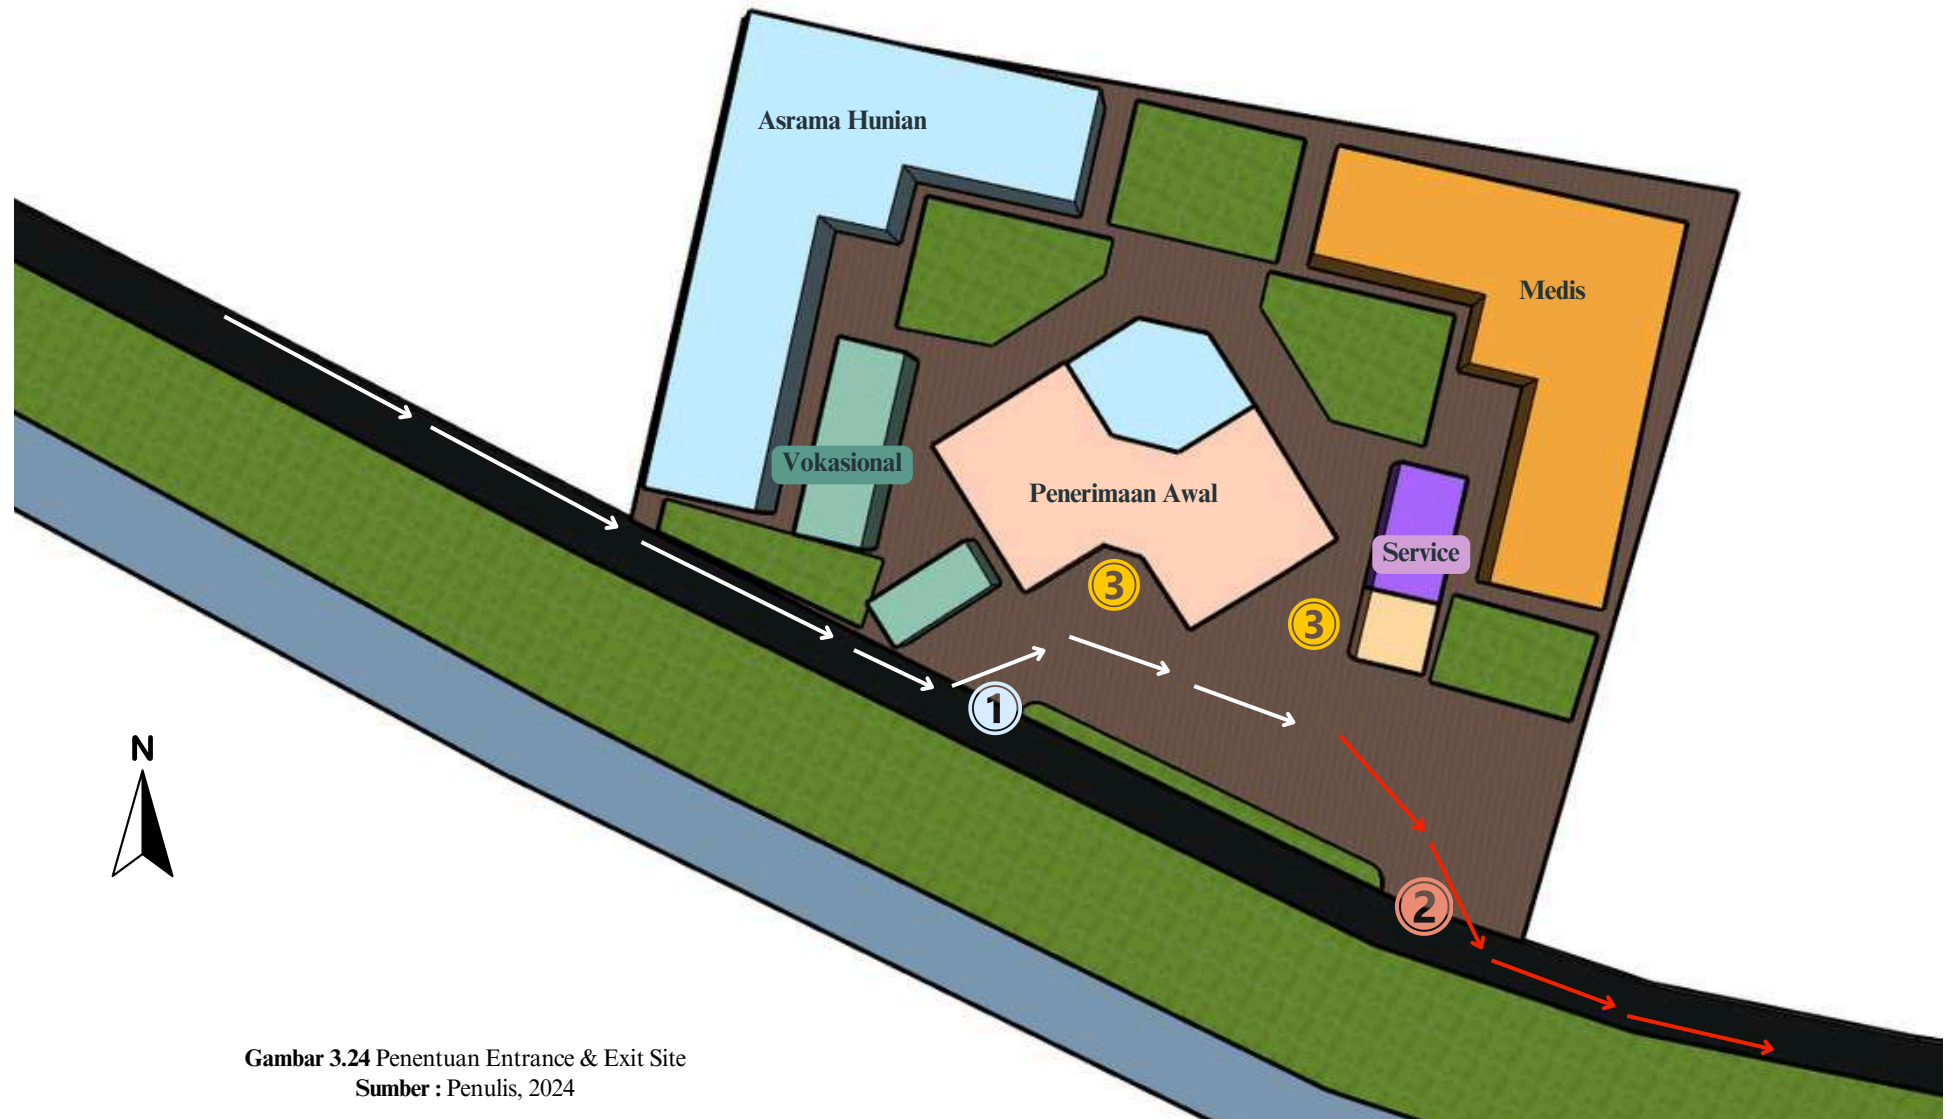 Asrama Hunian
Medis
Vokasional
Penerimaan Awal
Service
3
3
1
2
N
Gambar 3.24 Penentuan Entrance & Exit Site
Sumber : Penulis, 2024